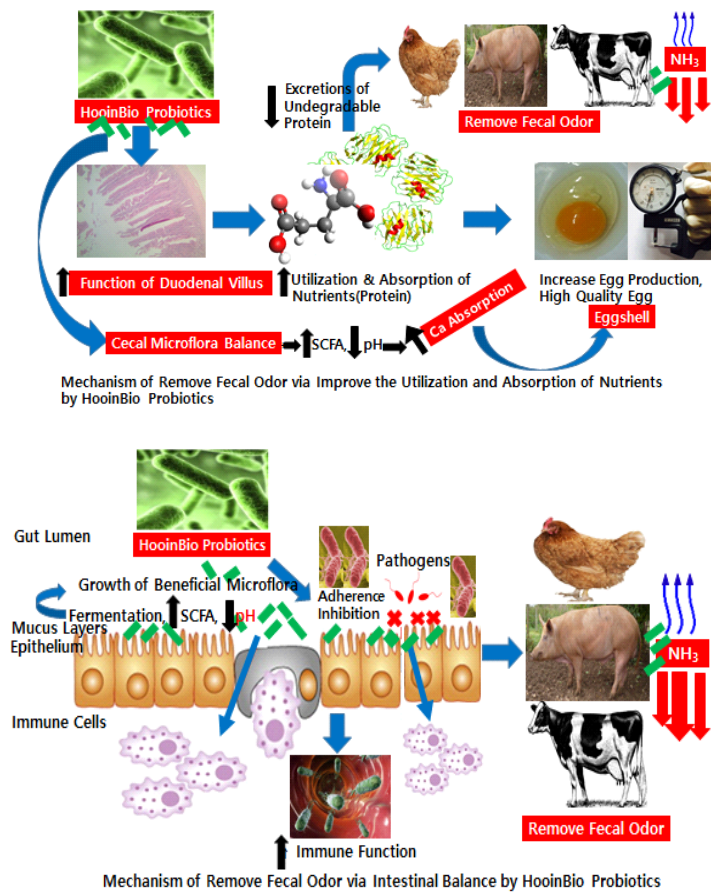 HooinBio Probiotics
Excretions of
Undegradable
Protein
NH3
Remove Fecal Odor
Function of Duodenal Villus
Utilization & Absorption of
Nutrients(Protein)
Ca Absorption
Increase Egg Production,
High Quality Egg
Eggshell
Cecal Microflora Balance
SCFA,
pH
Mechanism of Remove Fecal Odor via Improve the Utilization and Absorption of Nutrients
by HooinBio Probiotics
Gut Lumen
HooinBio Probiotics
Pathogens
Growth of Beneficial Microflora
Adherence
Inhibition
Fermentation,
SCFA,
pH
Mucus Layers
Epithelium
NH3
Immune Cells
Remove Fecal Odor
Immune Function
Mechanism of Remove Fecal Odor via Intestinal Balance by HooinBio Probiotics